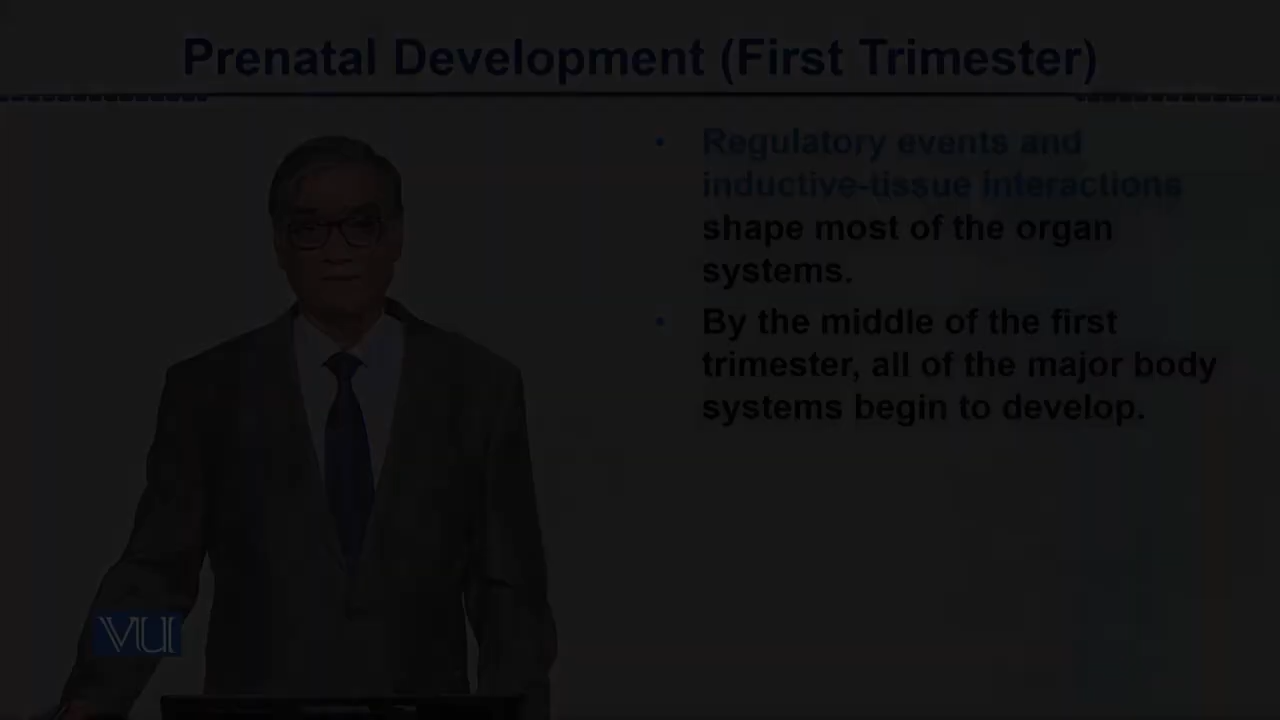 Prenatal Development (First Trimester)
• Regulatory events and
inductive-tissue interactions
shape most of the organ
systems.
• By the middle of the first
trimester, all of the major body
systems begin to develop.
VU